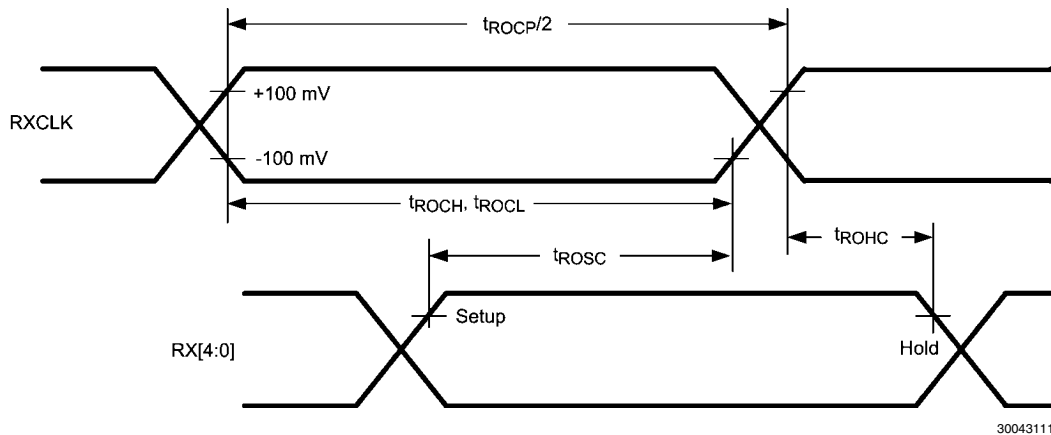 tROCP/2
+100 mV
RXCLK
-100 mV
tROCH, tROCL
tROHC
tROSC
Setup
RX[4:0]
Hold
30043111